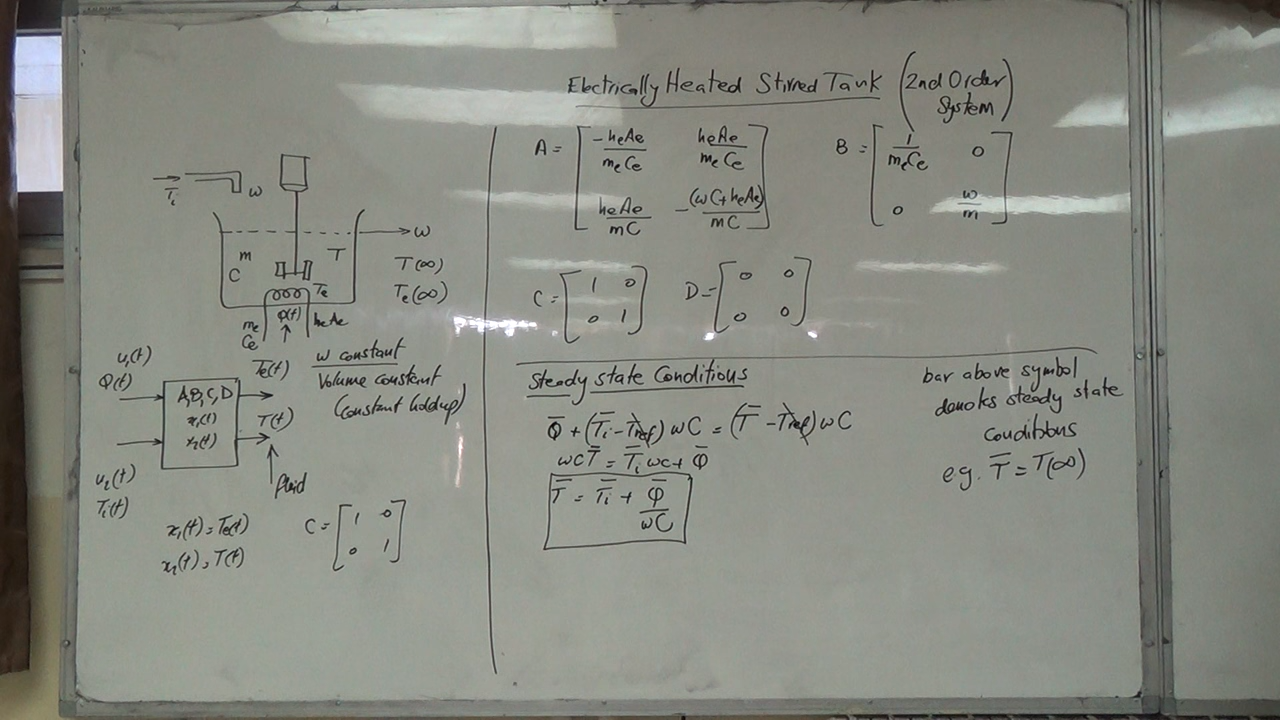 Electrically Heated Stirred Tank (2nd Order System)
A = [ -heAe/meCe  heAe/meCe
heAe/mC  -(wC+heAe)/mC ]
B = [ 1/meCe  0
0  w/m ]
C = [ 1 0
0 1 ]
D = [ 0 0
0 0 ]
Ti
w
w
m
C
T
T(∞)
Te(∞)
Te
me
Ce
Q(t)
heAe
w constant
Volume constant
(constant holdup)
u₁(t)
Q(t)
A,B,C,D
x₁(t)
x₂(t)
Te(t)
T(t)
u₂(t)
Ti(t)
fluid
x₁(t) = Te(t)
x₂(t) = T(t)
C = [ 1 0
0 1 ]
Steady state Conditions
Q̄ + (T̄i - Tref) wC = (T̄ - Tref) wC
wCT̄ = T̄i wC + Q̄
T̄ = T̄i + Q̄/wC
bar above symbol
denotes steady state
conditions
e.g. T̄ = T(∞)